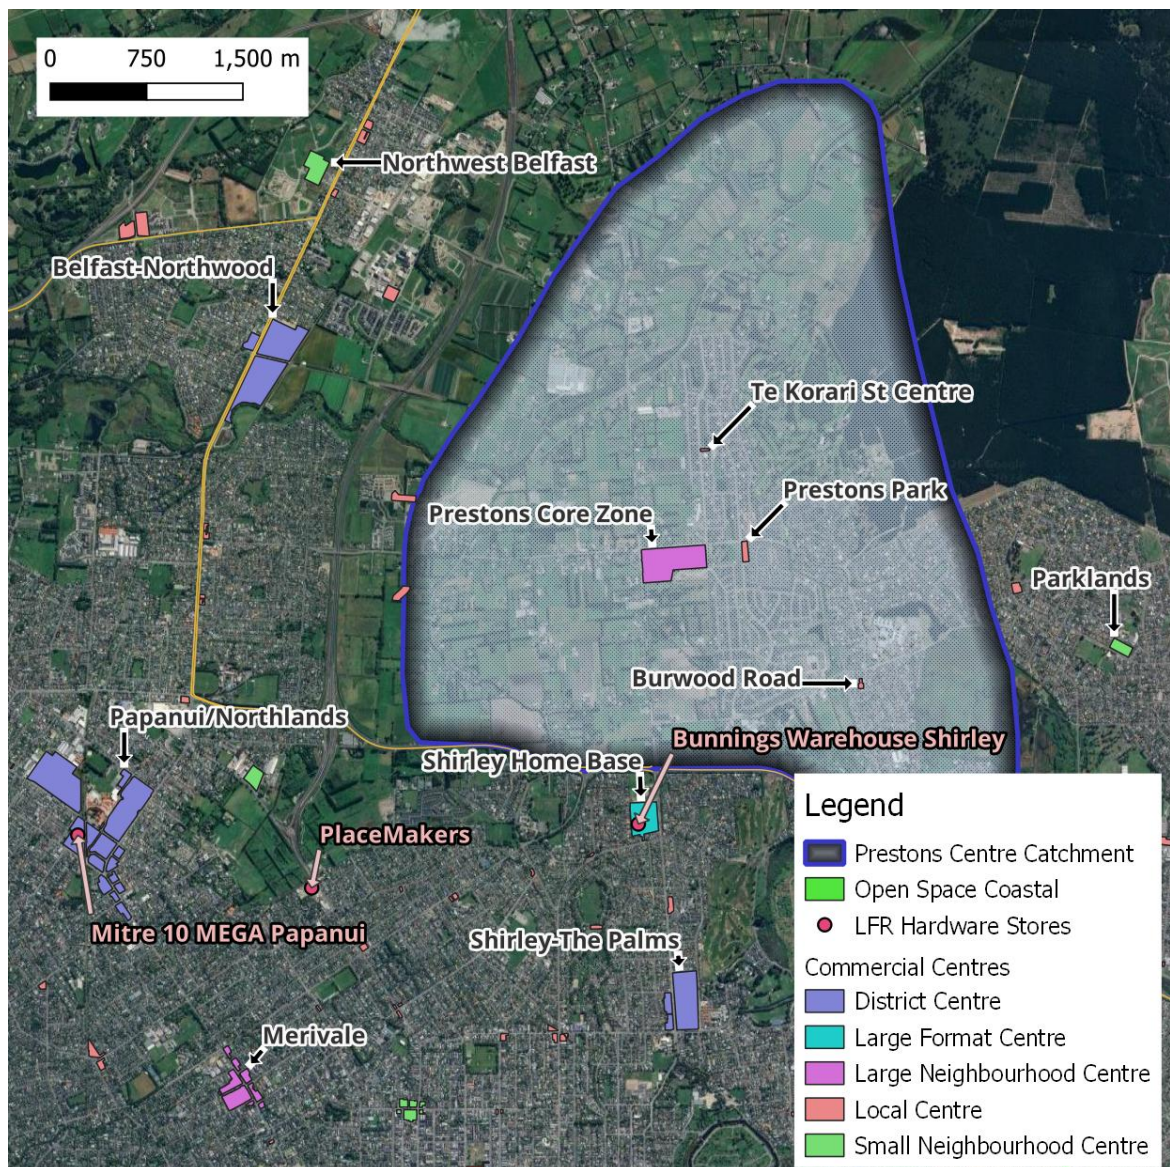 0 750 1,500 m
Northwest Belfast
Belfast-Northwood
Te Korari St Centre
Prestons Park
Prestons Core Zone
Parklands
Burwood Road
Papanui/Northlands
Bunnings Warehouse Shirley
Shirley Home Base
PlaceMakers
Mitre 10 MEGA Papanui
Shirley-The Palms
Merivale
Legend
Prestons Centre Catchment
Open Space Coastal
LFR Hardware Stores
Commercial Centres
District Centre
Large Format Centre
Large Neighbourhood Centre
Local Centre
Small Neighbourhood Centre